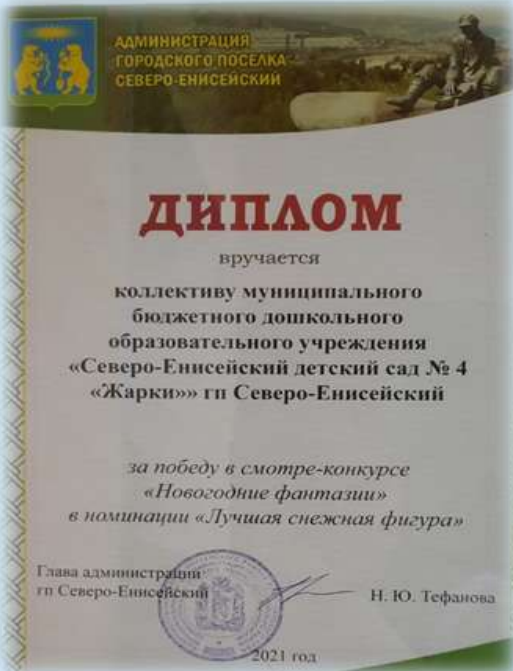 АДМИНИСТРАЦИЯ
ГОРОДСКОГО ПОСЕЛКА
СЕВЕРО-ЕНИСЕЙСКИЙ
ДИПЛОМ
вручается
коллективу муниципального
бюджетного дошкольного
образовательного учреждения
«Северо-Енисейский детский сад № 4
«Жарки»» гп Северо-Енисейский
за победу в смотре-конкурсе
«Новогодние фантазии»
в номинации «Лучшая снежная фигура»
Глава администрации
гп Северо-Енисейский
Н. Ю. Тефанова
2021 год